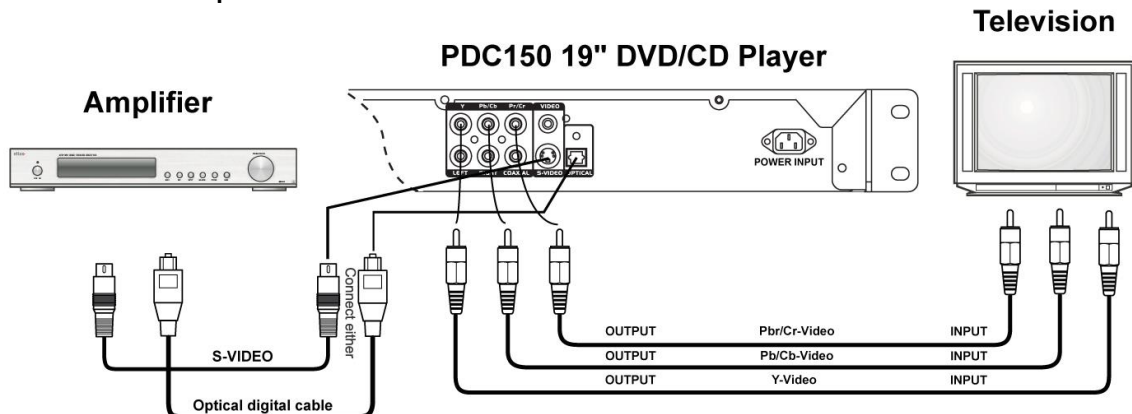 Television
PDC150 19" DVD/CD Player
Amplifier
Y Pb/Cb Pr/Cr VIDEO
LEFT RIGHT COAXIAL S-VIDEO OPTICAL
POWER INPUT
Connect either
OUTPUT Pbr/Cr-Video INPUT
S-VIDEO
OUTPUT Pb/Cb-Video INPUT
OUTPUT Y-Video INPUT
Optical digital cable